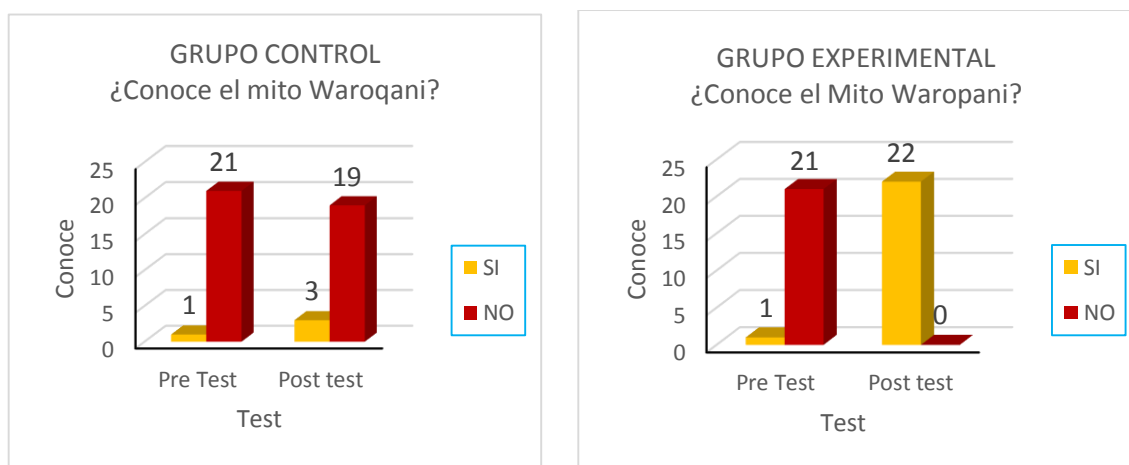 GRUPO CONTROL
¿Conoce el mito Waroqani?
25
20
15
10
5
0
Conoce
21
19
1
3
Pre Test
Post test
Test
SI
NO
GRUPO EXPERIMENTAL
¿Conoce el Mito Waropani?
25
20
15
10
5
0
Conoce
21
22
1
0
Pre Test
Post test
Test
SI
NO